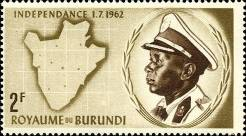 INDEPENDANCE 1.7.1962
2F
ROYAUME DU BURUNDI